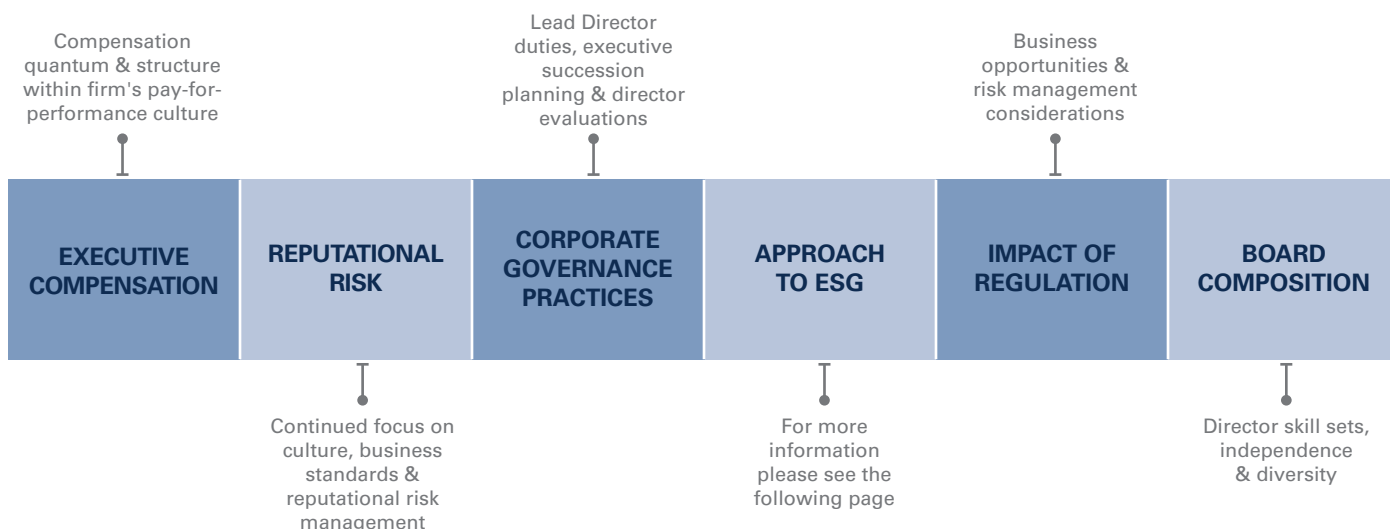 Compensation
quantum & structure
within firm's pay-for-
performance culture
Lead Director
duties, executive
succession
planning & director
evaluations
Business
opportunities &
risk management
considerations
EXECUTIVE
COMPENSATION
REPUTATIONAL
RISK
CORPORATE
GOVERNANCE
PRACTICES
APPROACH
TO ESG
IMPACT OF
REGULATION
BOARD
COMPOSITION
Continued focus on
culture, business
standards &
reputational risk
management
For more
information
please see the
following page
Director skill sets,
independence
& diversity